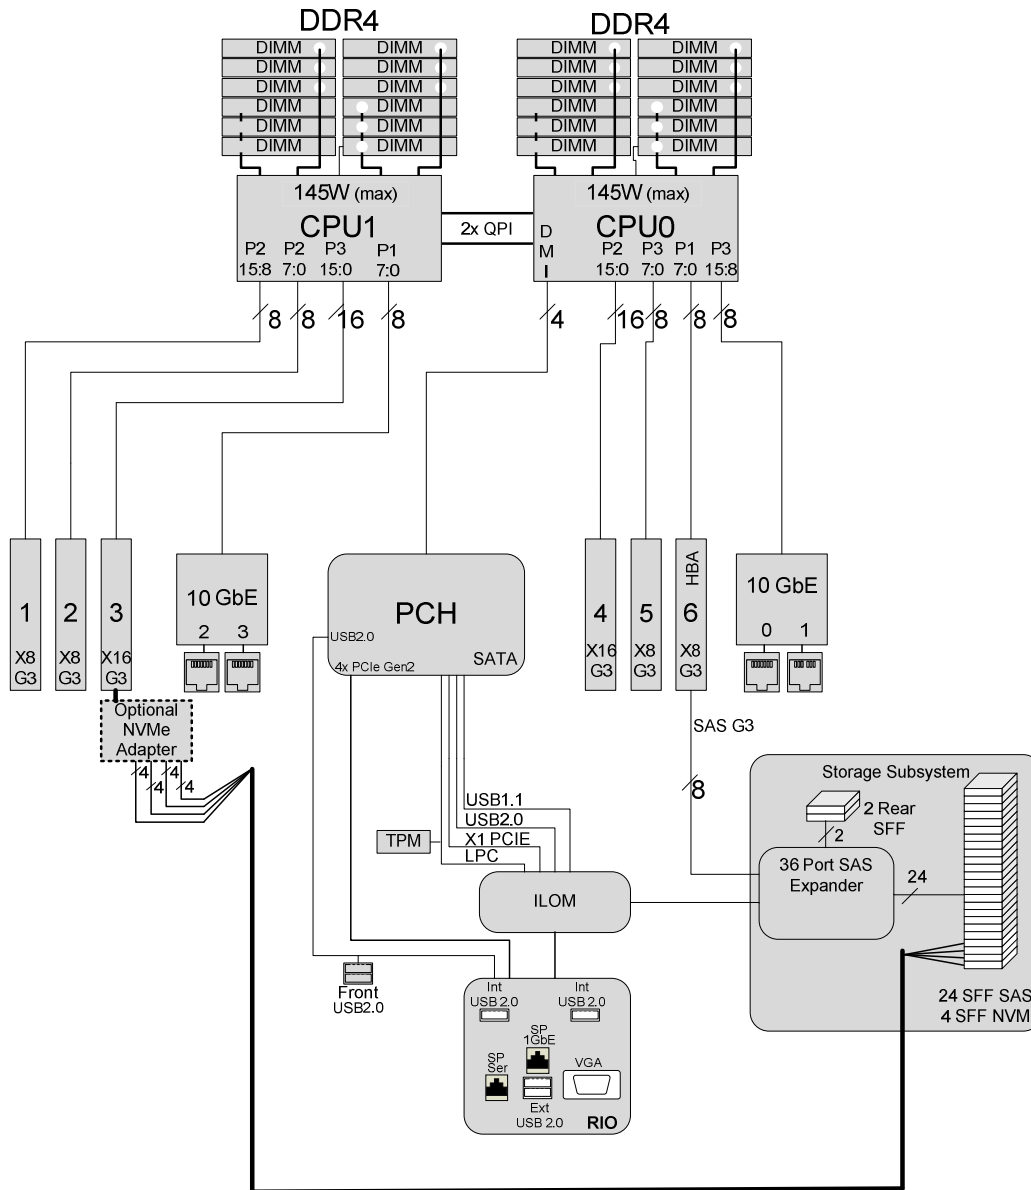 DDR4
DDR4
DIMM DIMM DIMM DIMM
DIMM DIMM DIMM DIMM
DIMM DIMM DIMM DIMM
DIMM DIMM DIMM DIMM
DIMM DIMM DIMM DIMM
DIMM DIMM DIMM DIMM
145W (max)
CPU1
P2 P2 P3 P1
15:8 7:0 15:0 7:0
2x QPI
145W (max)
CPU0
DMI
P2 P3 P1 P3
15:0 7:0 7:0 15:8
8 8 16 8
4 16 8 8 8
1
X8
G3
2
X8
G3
3
X16
G3
10 GbE
2 3
PCH
USB2.0
4x PCIe Gen2
SATA
4
X16
G3
5
X8
G3
HBA
6
X8
G3
10 GbE
0 1
Optional
NVMe
Adapter
4 4 4 4
SAS G3
8
USB1.1
USB2.0
X1 PCIE
LPC
TPM
ILOM
Storage Subsystem
2 Rear
SFF
2
36 Port SAS
Expander
24
24 SFF SAS
4 SFF NVM
Front
USB2.0
Int
USB 2.0
Int
USB 2.0
SP
1GbE
SP
Ser
VGA
Ext
USB 2.0
RIO